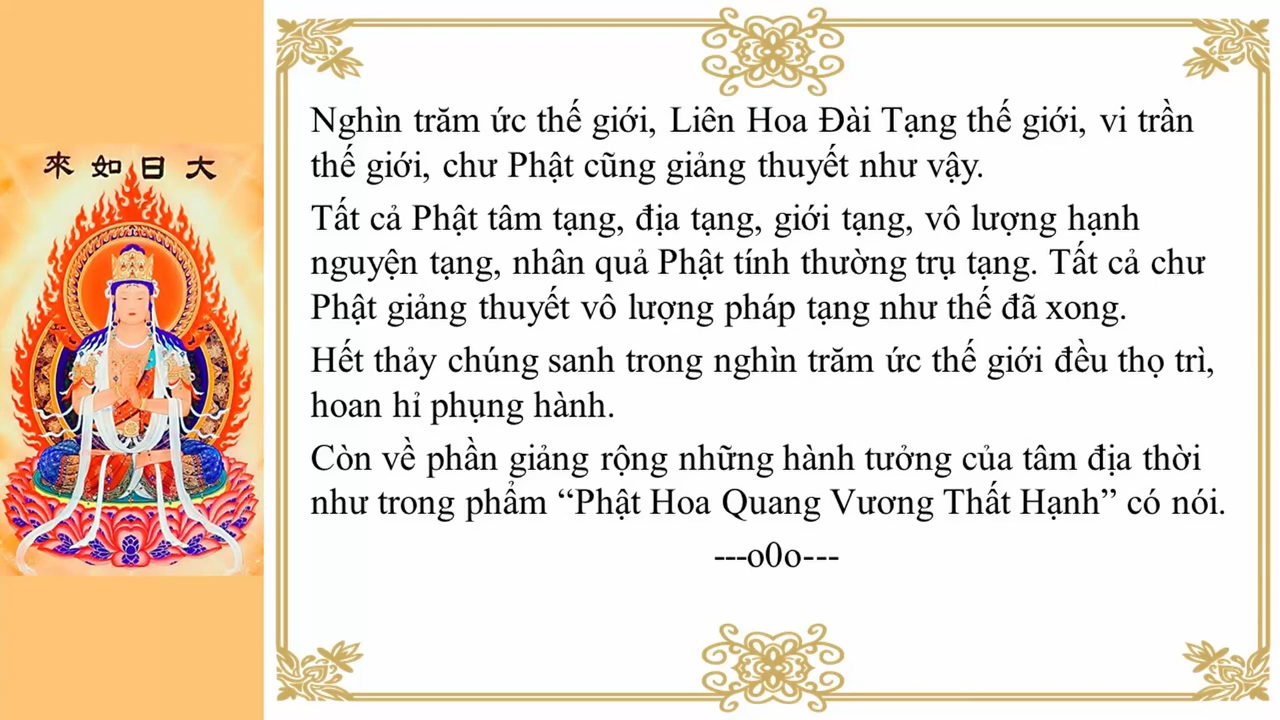 來 如 日 大
Nghìn trăm ức thế giới, Liên Hoa Đài Tạng thế giới, vi trần
thế giới, chư Phật cũng giảng thuyết như vậy.
Tất cả Phật tâm tạng, địa tạng, giới tạng, vô lượng hạnh
nguyện tạng, nhân quả Phật tính thường trụ tạng. Tất cả chư
Phật giảng thuyết vô lượng pháp tạng như thế đã xong.
Hết thảy chúng sanh trong nghìn trăm ức thế giới đều thọ trì,
hoan hỉ phụng hành.
Còn về phần giảng rộng những hành tưởng của tâm địa thời
như trong phẩm “Phật Hoa Quang Vương Thất Hạnh” có nói.
---o0o---